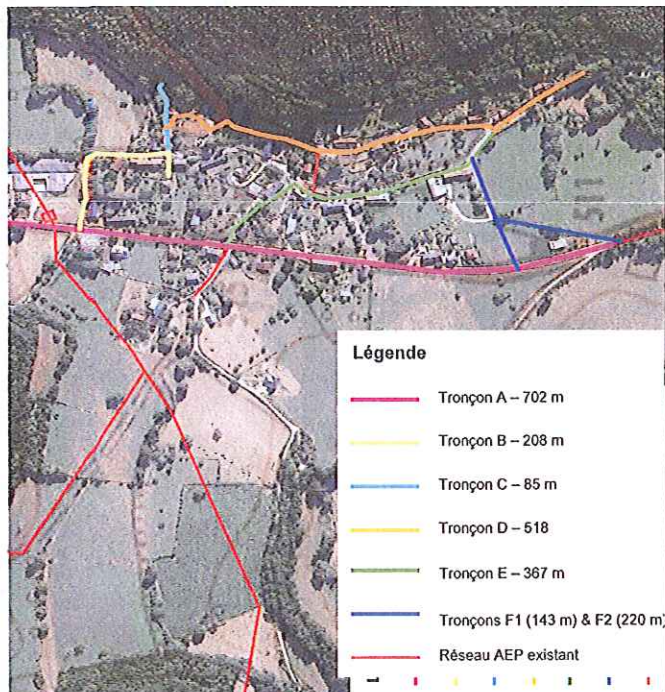 Légende
Tronçon A – 702 m
Tronçon B – 208 m
Tronçon C – 85 m
Tronçon D – 518
Tronçon E – 367 m
Tronçons F1 (143 m) & F2 (220 m)
Réseau AEP existant